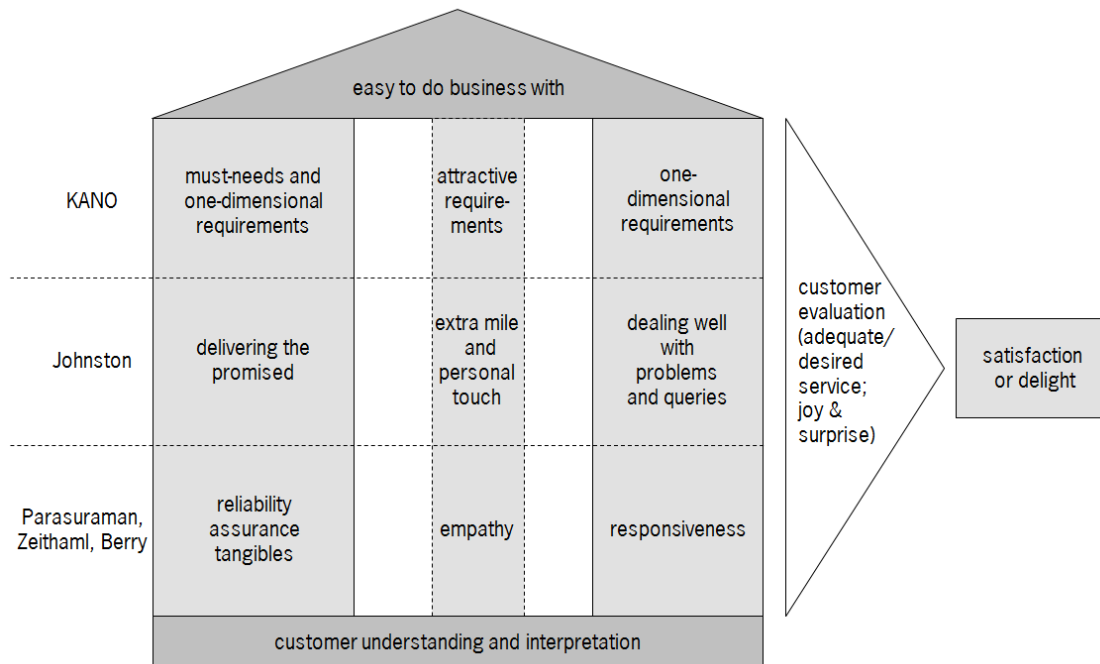 easy to do business with
KANO
must-needs and
one-dimensional
requirements
attractive
require-
ments
one-
dimensional
requirements
Johnston
delivering the
promised
extra mile
and
personal
touch
dealing well
with
problems
and queries
Parasuraman,
Zeithaml, Berry
reliability
assurance
tangibles
empathy
responsiveness
customer understanding and interpretation
customer
evaluation
(adequate/
desired
service;
joy &
surprise)
satisfaction
or delight